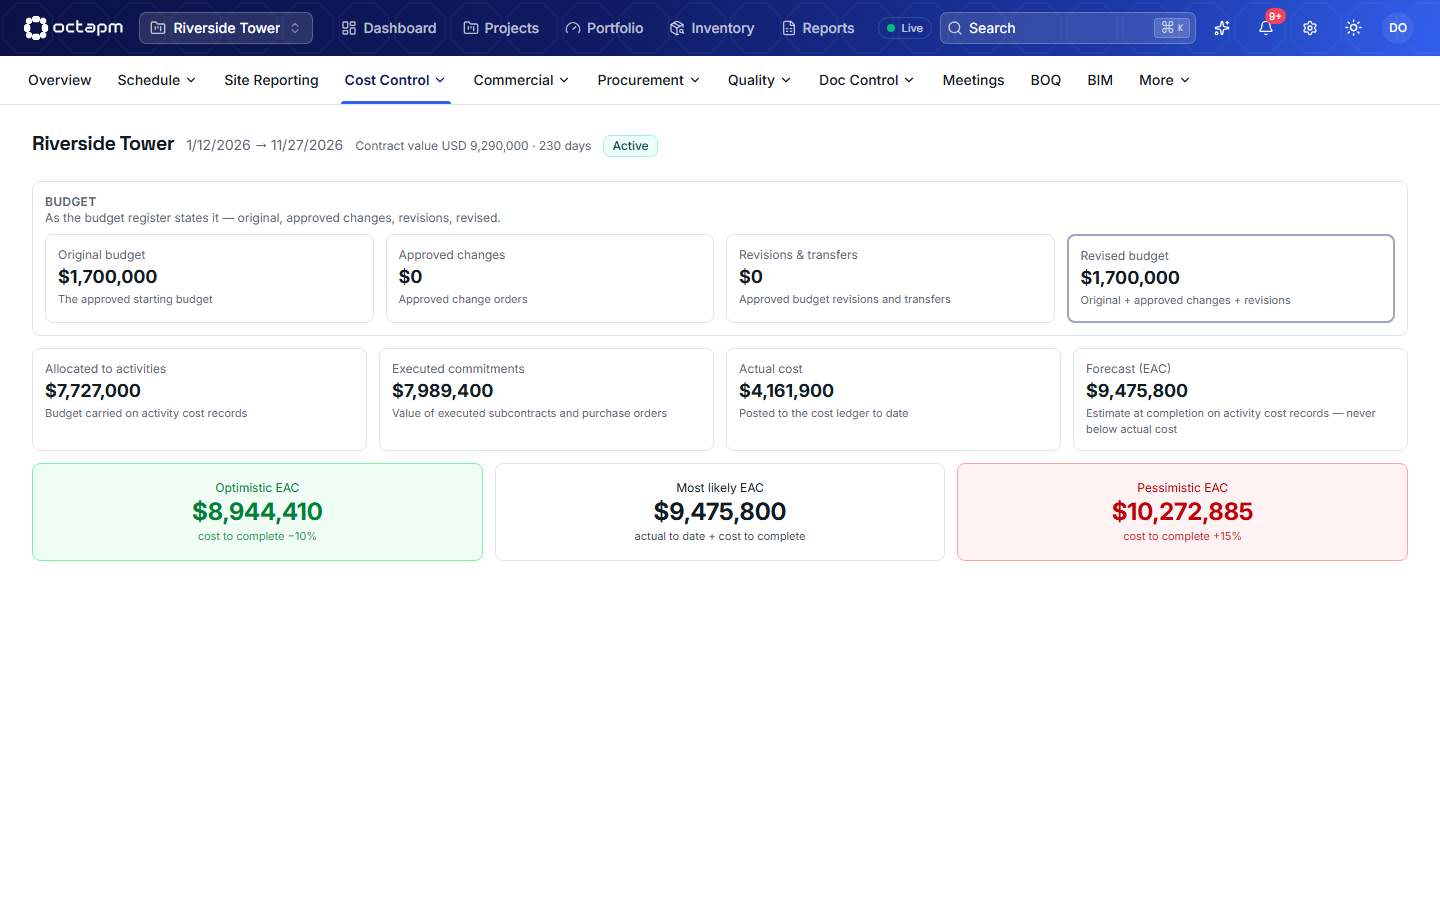 octapm
Riverside Tower
Dashboard
Projects
Portfolio
Inventory
Reports
Live
Search
⌘ K
9+
DO
Overview
Schedule
Site Reporting
Cost Control
Commercial
Procurement
Quality
Doc Control
Meetings
BOQ
BIM
More
Riverside Tower 1/12/2026 → 11/27/2026 Contract value USD 9,290,000 · 230 days Active
BUDGET
As the budget register states it — original, approved changes, revisions, revised.
Original budget
$1,700,000
The approved starting budget
Approved changes
$0
Approved change orders
Revisions & transfers
$0
Approved budget revisions and transfers
Revised budget
$1,700,000
Original + approved changes + revisions
Allocated to activities
$7,727,000
Budget carried on activity cost records
Executed commitments
$7,989,400
Value of executed subcontracts and purchase orders
Actual cost
$4,161,900
Posted to the cost ledger to date
Forecast (EAC)
$9,475,800
Estimate at completion on activity cost records — never
below actual cost
Optimistic EAC
$8,944,410
cost to complete −10%
Most likely EAC
$9,475,800
actual to date + cost to complete
Pessimistic EAC
$10,272,885
cost to complete +15%